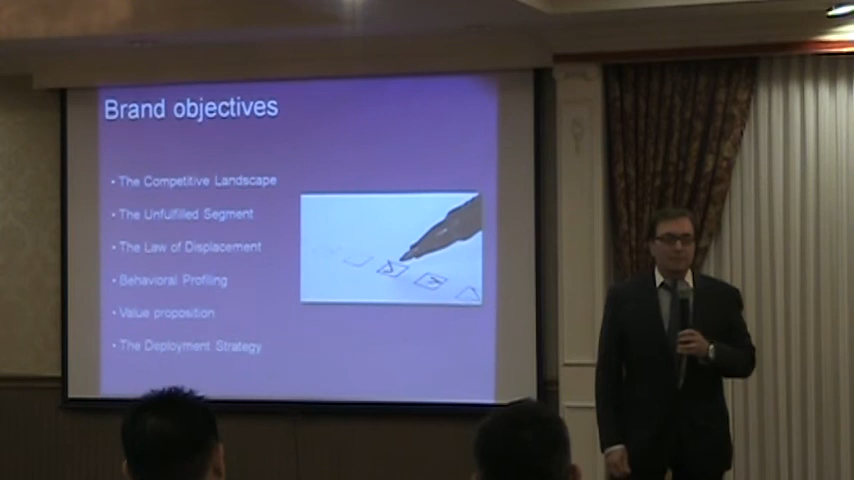 Brand objectives
• The Competitive Landscape
• The Unfulfilled Segment
• The Law of Displacement
• Behavioral Profiling
• Value proposition
• The Deployment Strategy